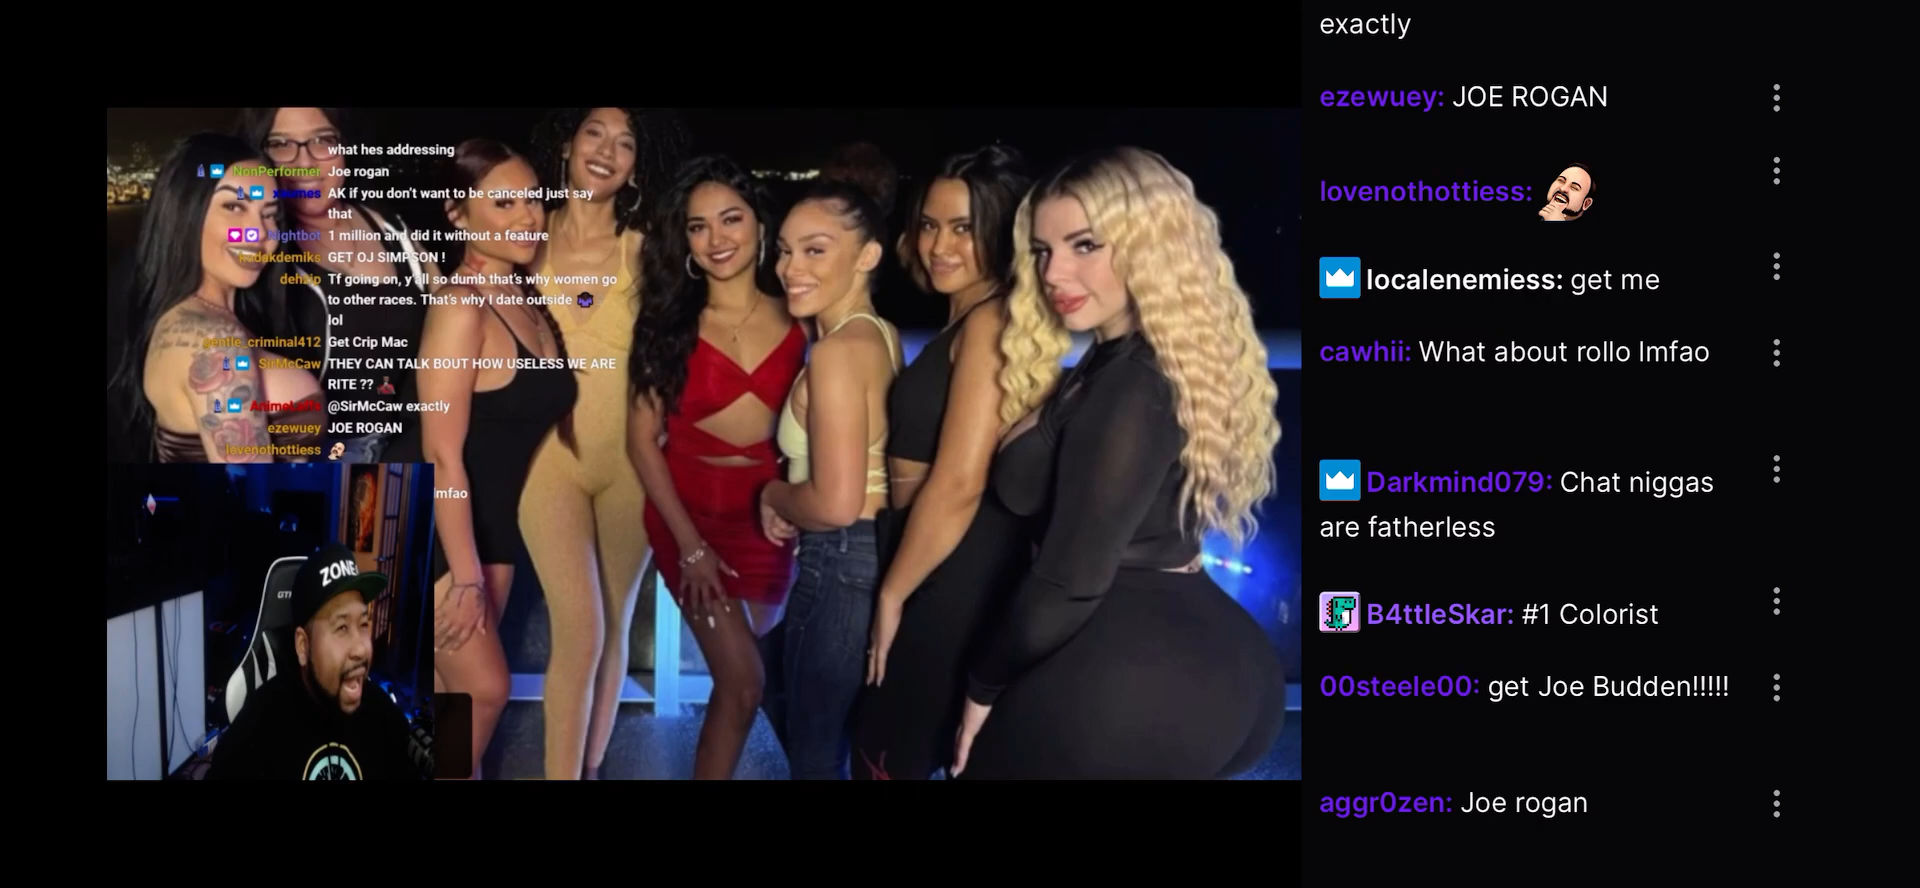 what hes addressing
NonPerformer Joe rogan
AK if you don't want to be canceled just say
that
Nightbot 1 million and did it without a feature
kodakdemiks GET OJ SIMPSON !
Tf going on, y'all so dumb that's why women go
to other races. That's why I date outside
lol
gentle_criminal412 Get Crip Mac
SirMcCaw THEY CAN TALK BOUT HOW USELESS WE ARE
RITE ??
@SirMcCaw exactly
ezewuey JOE ROGAN
lovenothottiess
lmfao
ZONE
GT
exactly
ezewuey: JOE ROGAN
lovenothottiess:
localenemiess: get me
cawhii: What about rollo lmfao
Darkmind079: Chat niggas
are fatherless
B4ttleSkar: #1 Colorist
00steele00: get Joe Budden!!!!!
aggr0zen: Joe rogan